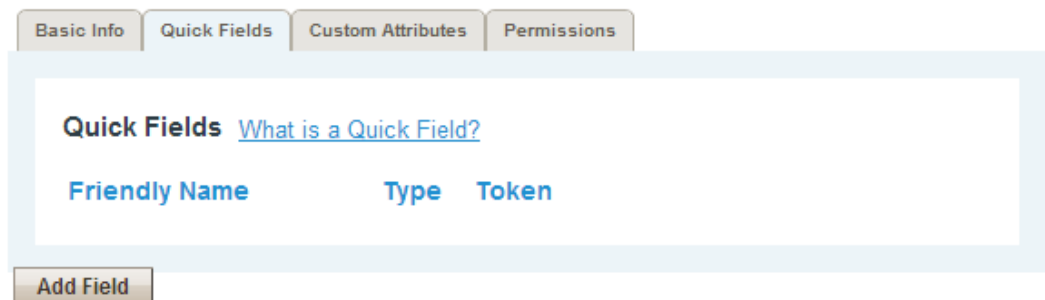 Basic Info Quick Fields Custom Attributes Permissions
Quick Fields What is a Quick Field?
Friendly Name Type Token
Add Field